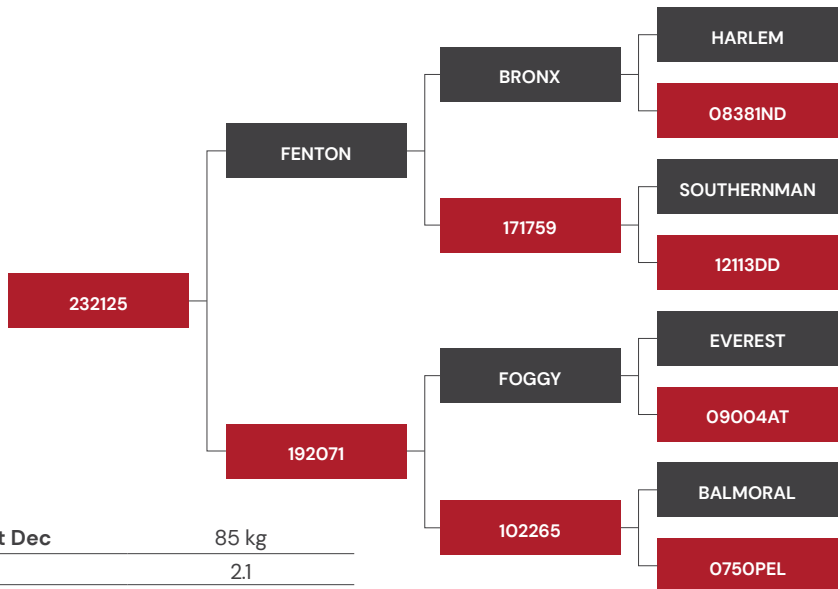 HARLEM
BRONX
08381ND
FENTON
SOUTHERNMAN
171759
12113DD
232125
EVEREST
FOGGY
09004AT
192071
BALMORAL
102265
t Dec 85 kg
0750PEL
2.1